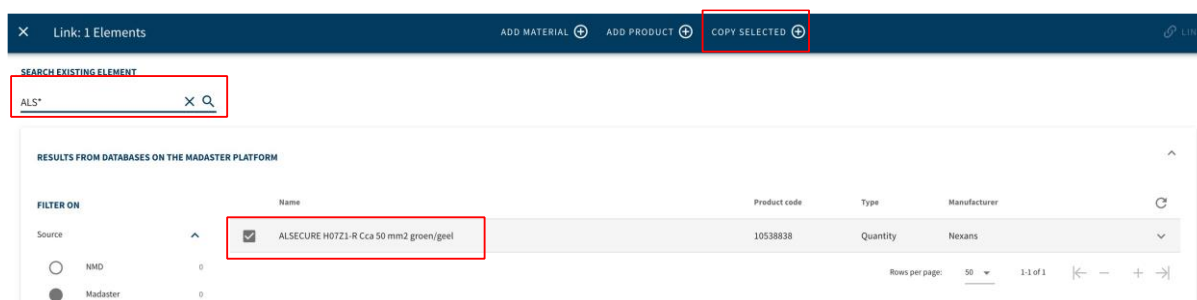 Link: 1 Elements ADD MATERIAL ADD PRODUCT COPY SELECTED
SEARCH EXISTING ELEMENT
ALS*
RESULTS FROM DATABASES ON THE MADASTER PLATFORM
FILTER ON Name Product code Type Manufacturer
Source ALSECURE H07Z1-R Cca 50 mm2 groen/geel 10538838 Quantity Nexans
NMD 0 Rows per page: 50 1-1 of 1
Madaster 0